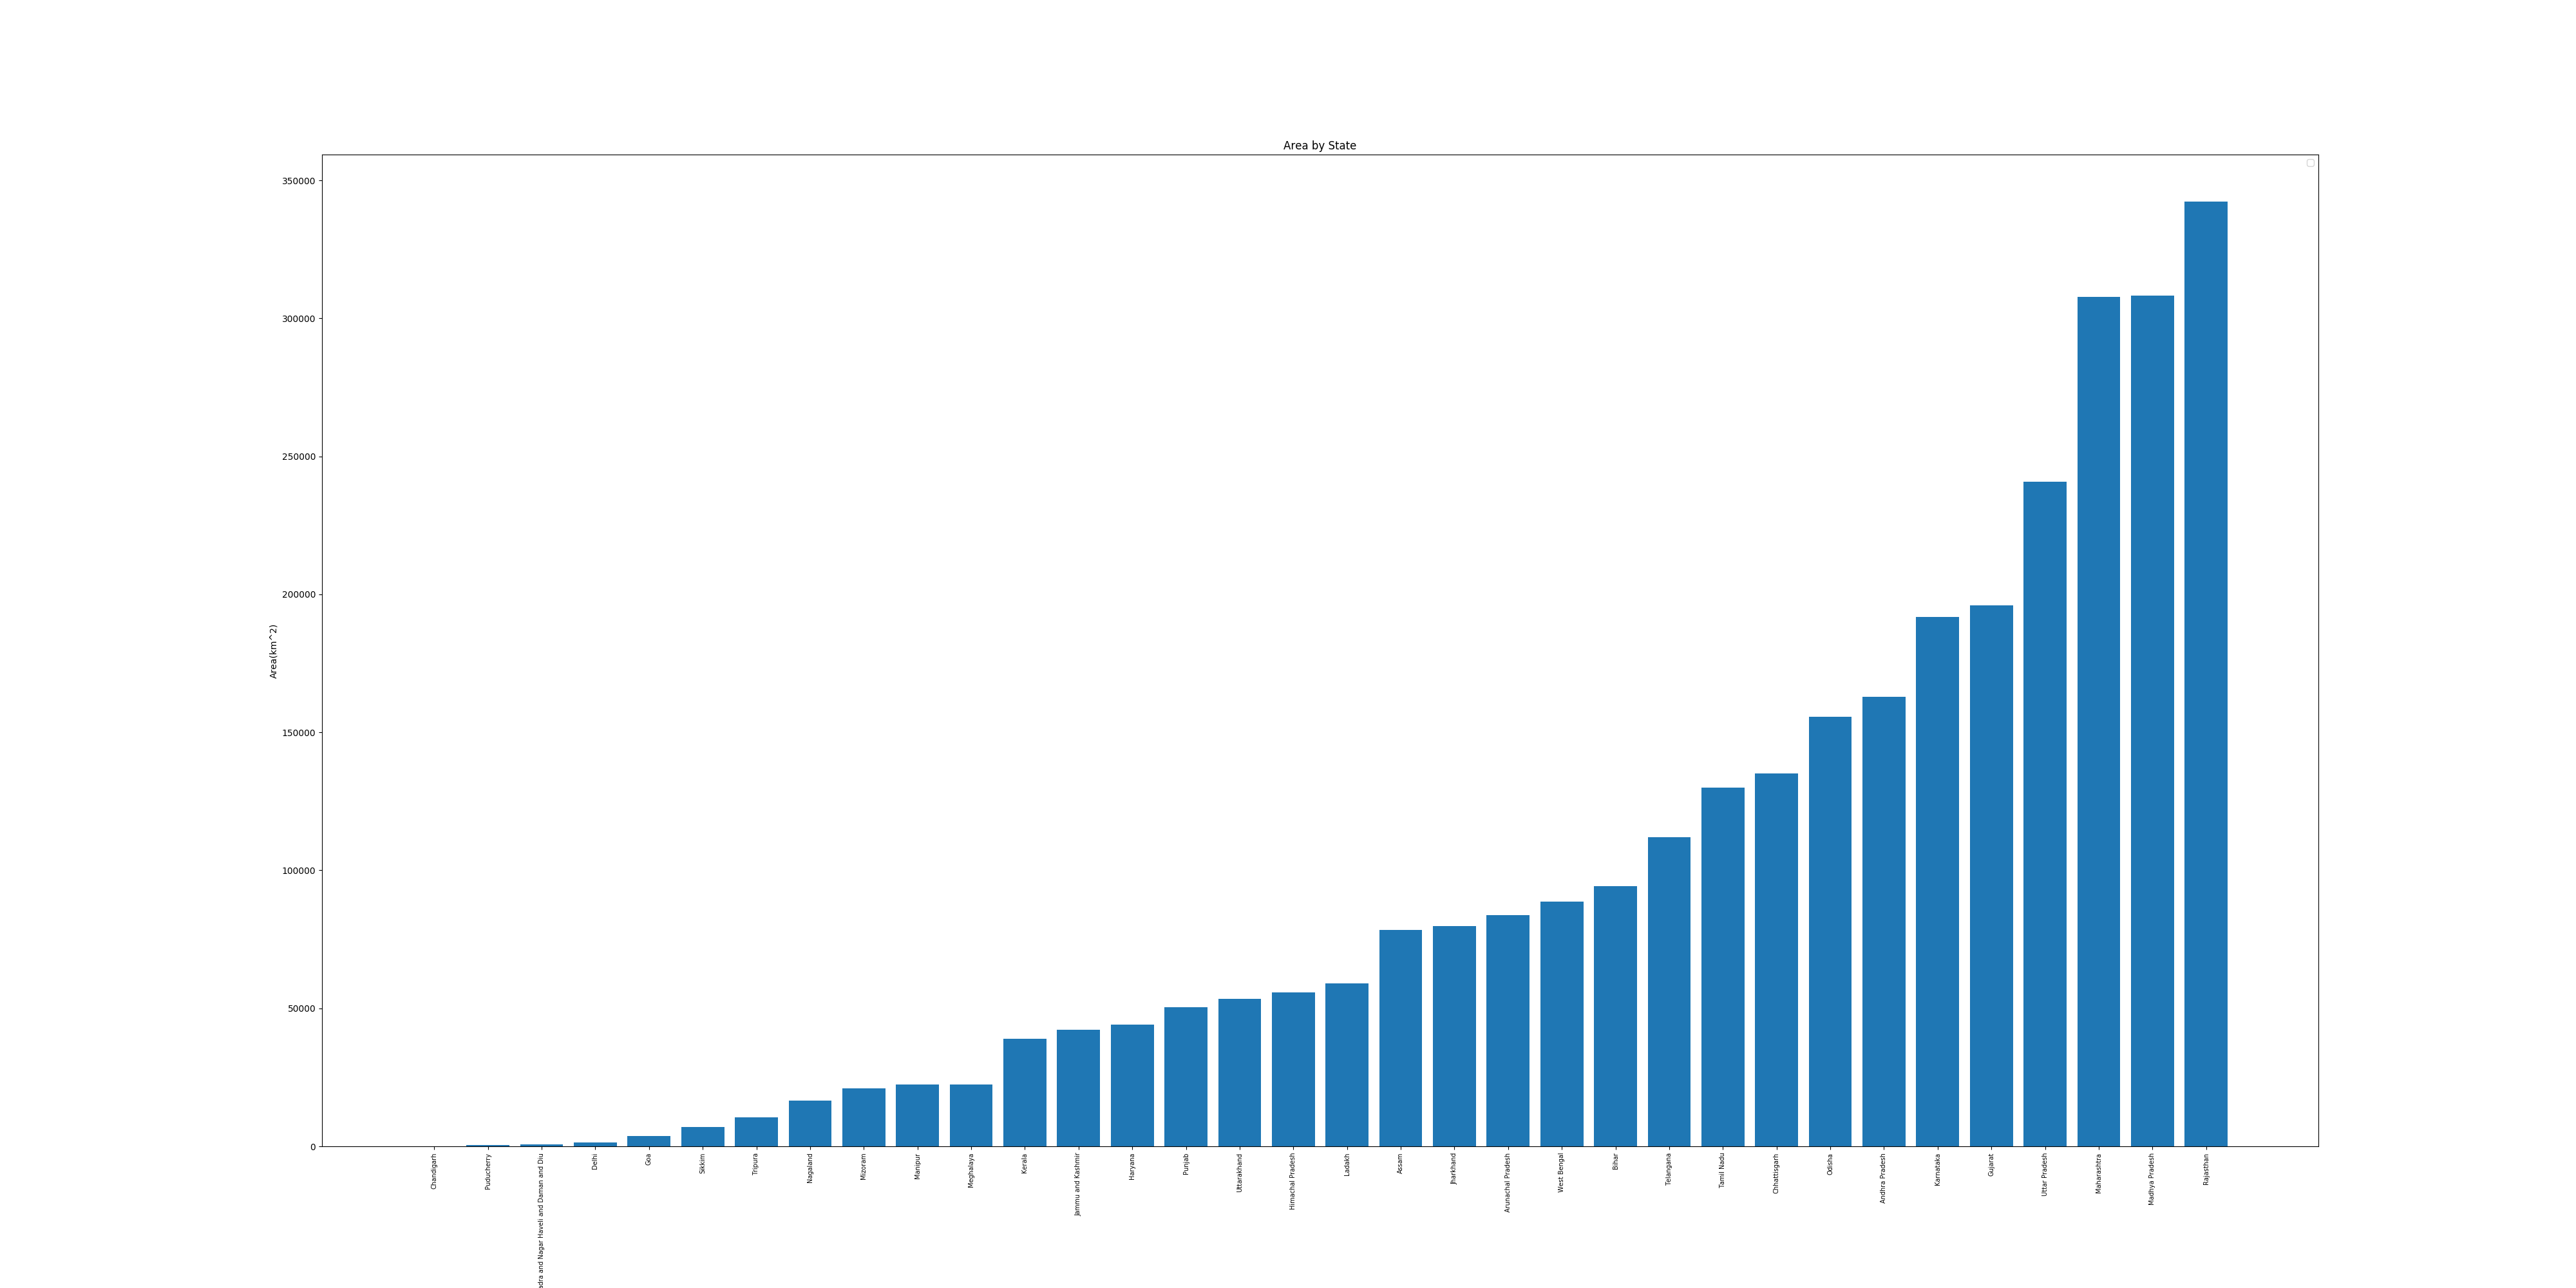 Area by State
350000
300000
250000
200000
150000
100000
50000
0
Area(km^2)
Chandigarh
Puducherry
and Nagar Haveli and Daman and Diu
Delhi
Goa
Sikkim
Tripura
Nagaland
Mizoram
Manipur
Meghalaya
Kerala
Jammu and Kashmir
Haryana
Punjab
Uttarakhand
Himachal Pradesh
Ladakh
Assam
Jharkhand
Arunachal Pradesh
West Bengal
Bihar
Telangana
Tamil Nadu
Chhattisgarh
Odisha
Andhra Pradesh
Karnataka
Gujarat
Uttar Pradesh
Maharashtra
Madhya Pradesh
Rajasthan